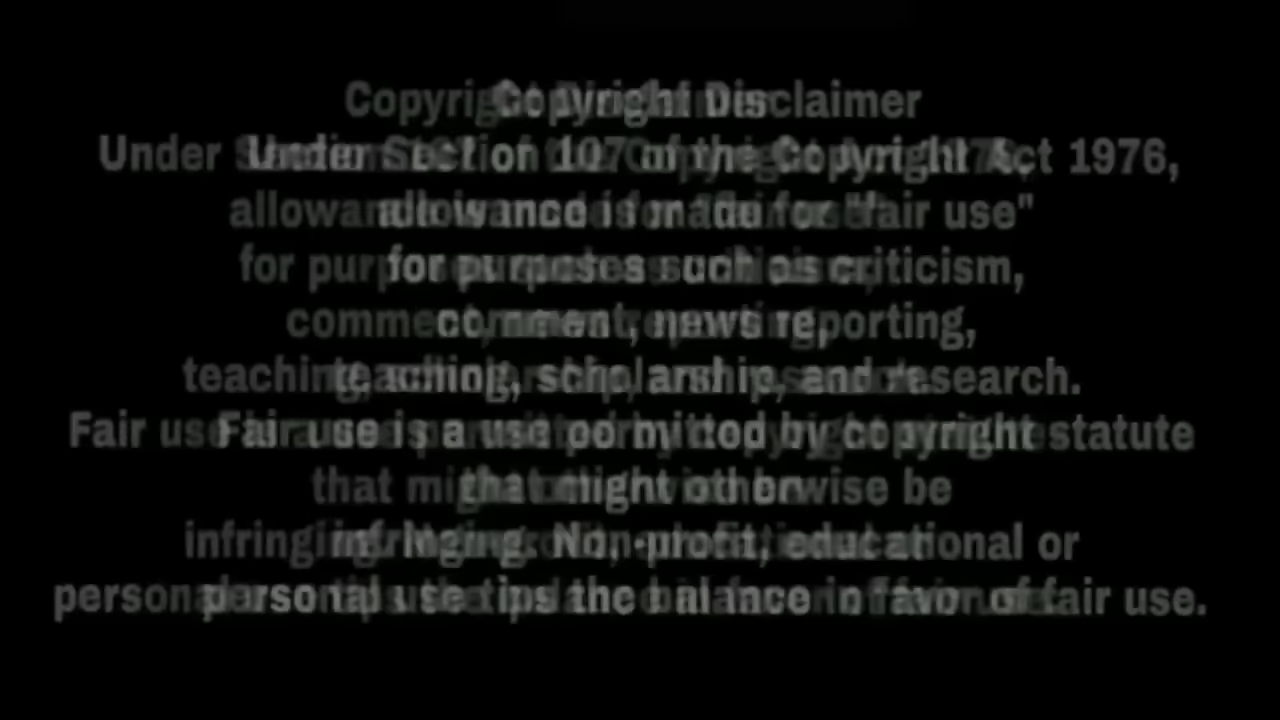 Copyright Disclaimer
Under Section 107 of the Copyright Act 1976,
allowance is made for "fair use"
for purposes such as criticism,
comment, news reporting,
teaching, scholarship, and research.
Fair use is a use permitted by copyright statute
that might otherwise be
infringing. Non-profit, educational or
personal use tips the balance in favor of fair use.